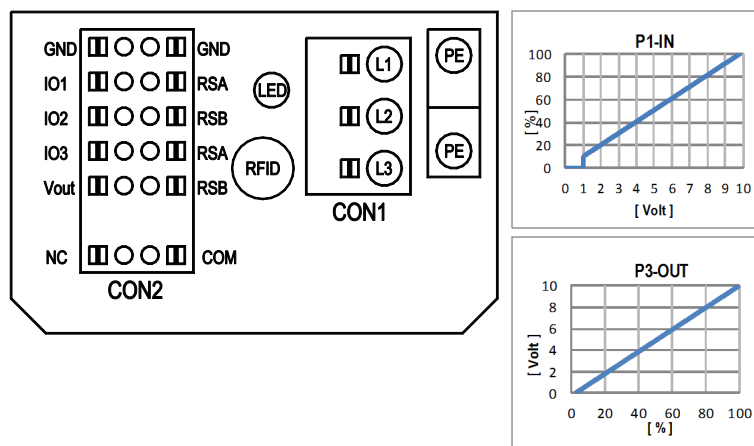 GND GND
IO1 RSA
IO2 RSB
IO3 RSA
Vout RSB
NC COM
CON2
LED
RFID
L1
L2
L3
CON1
PE
PE
P1-IN
[ % ]
100
80
60
40
20
0
0 1 2 3 4 5 6 7 8 9 10
[ Volt ]
P3-OUT
[ Volt ]
10
8
6
4
2
0
0 20 40 60 80 100
[ % ]